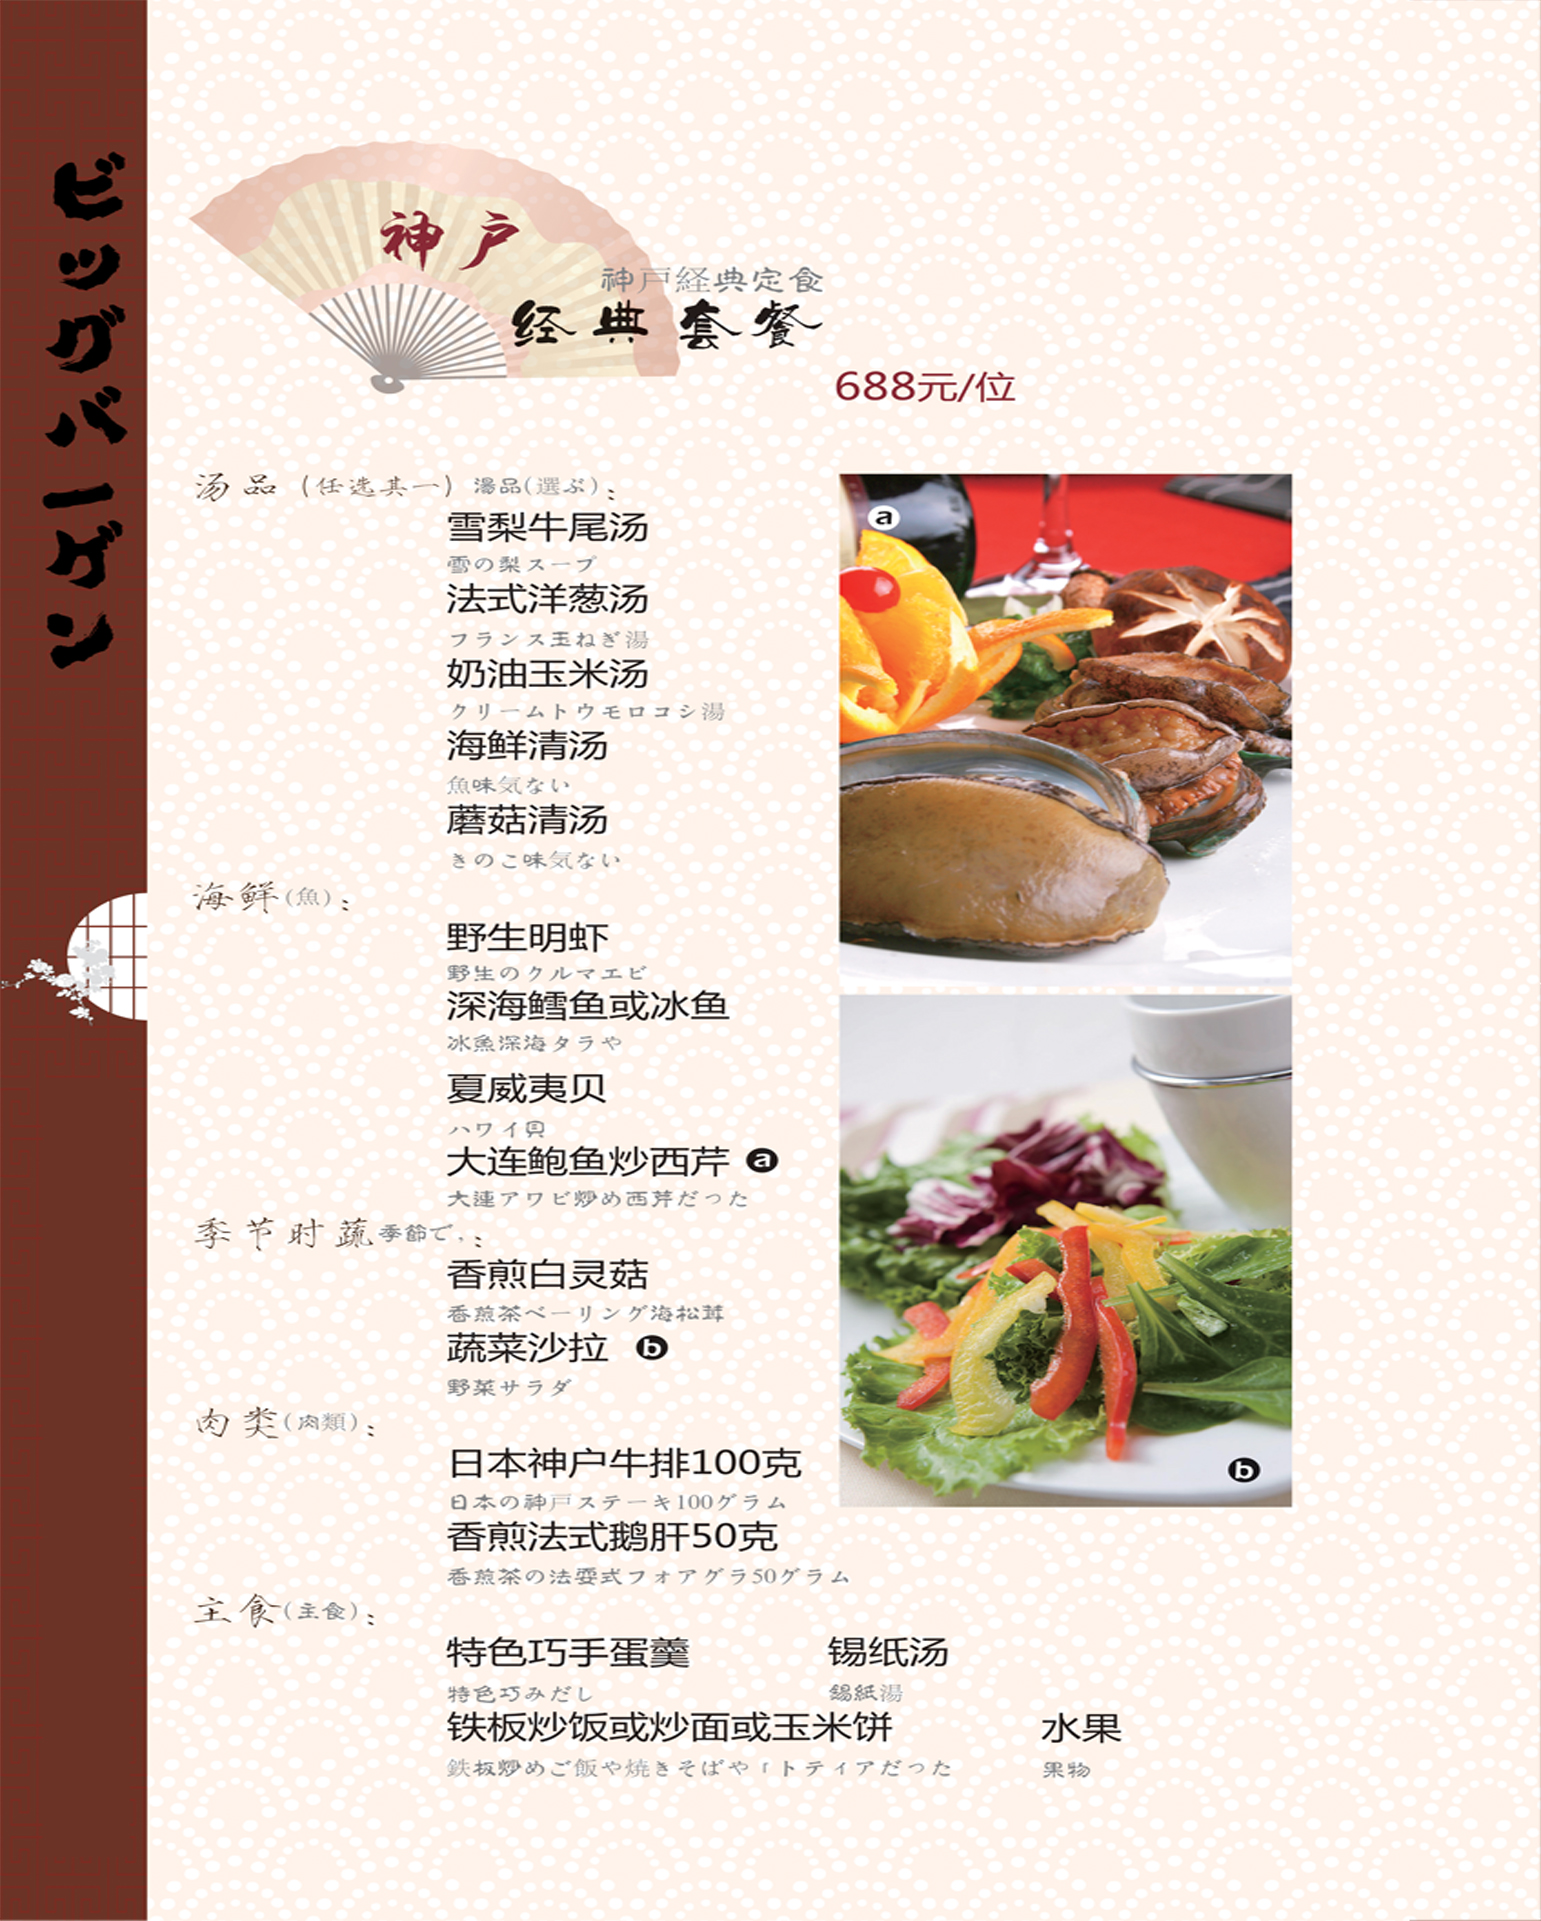 ビッグバーゲン
神户
神戸経典定食
经典套餐
688元/位
汤品（任选其一）湯品(選ぶ)：
雪梨牛尾汤
雪の梨スープ
法式洋葱汤
フランス玉ねぎ湯
奶油玉米汤
クリームトウモロコシ湯
海鲜清汤
魚味気ない
蘑菇清汤
きのこ味気ない
海鲜(魚)：
野生明虾
野生のクルマエビ
深海鳕鱼或冰鱼
冰魚深海タラや
夏威夷贝
ハワイ貝
大连鲍鱼炒西芹 a
大連アワビ炒め西芹だった
季节时蔬季節で,：
香煎白灵菇
香煎茶ベーリング海松茸
蔬菜沙拉 b
野菜サラダ
肉类(肉類)：
日本神户牛排100克
日本の神戸ステーキ100グラム
香煎法式鹅肝50克
香煎茶の法耍式フォアグラ50グラム
主食(主食)：
特色巧手蛋羹 锡纸汤
特色巧みだし 錫紙湯
铁板炒饭或炒面或玉米饼 水果
鉄板炒めご飯や焼きそばや「トティアだった 果物
a
b